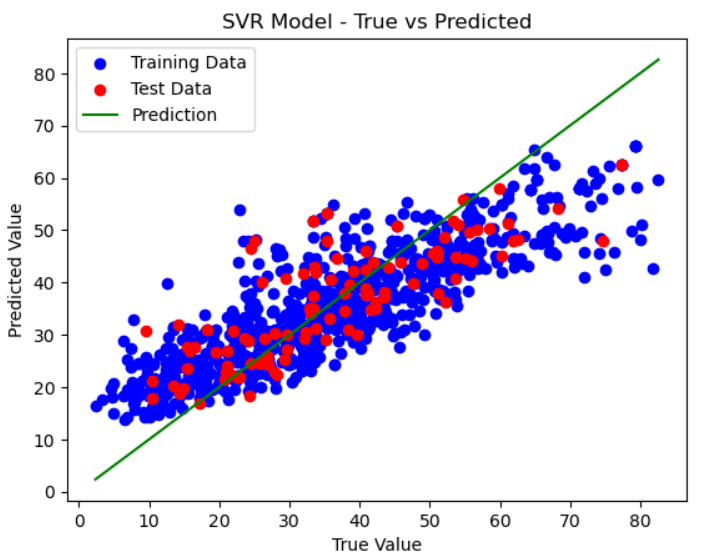 SVR Model - True vs Predicted
Training Data
Test Data
Prediction
Predicted Value
80
70
60
50
40
30
20
10
0
0 10 20 30 40 50 60 70 80
True Value